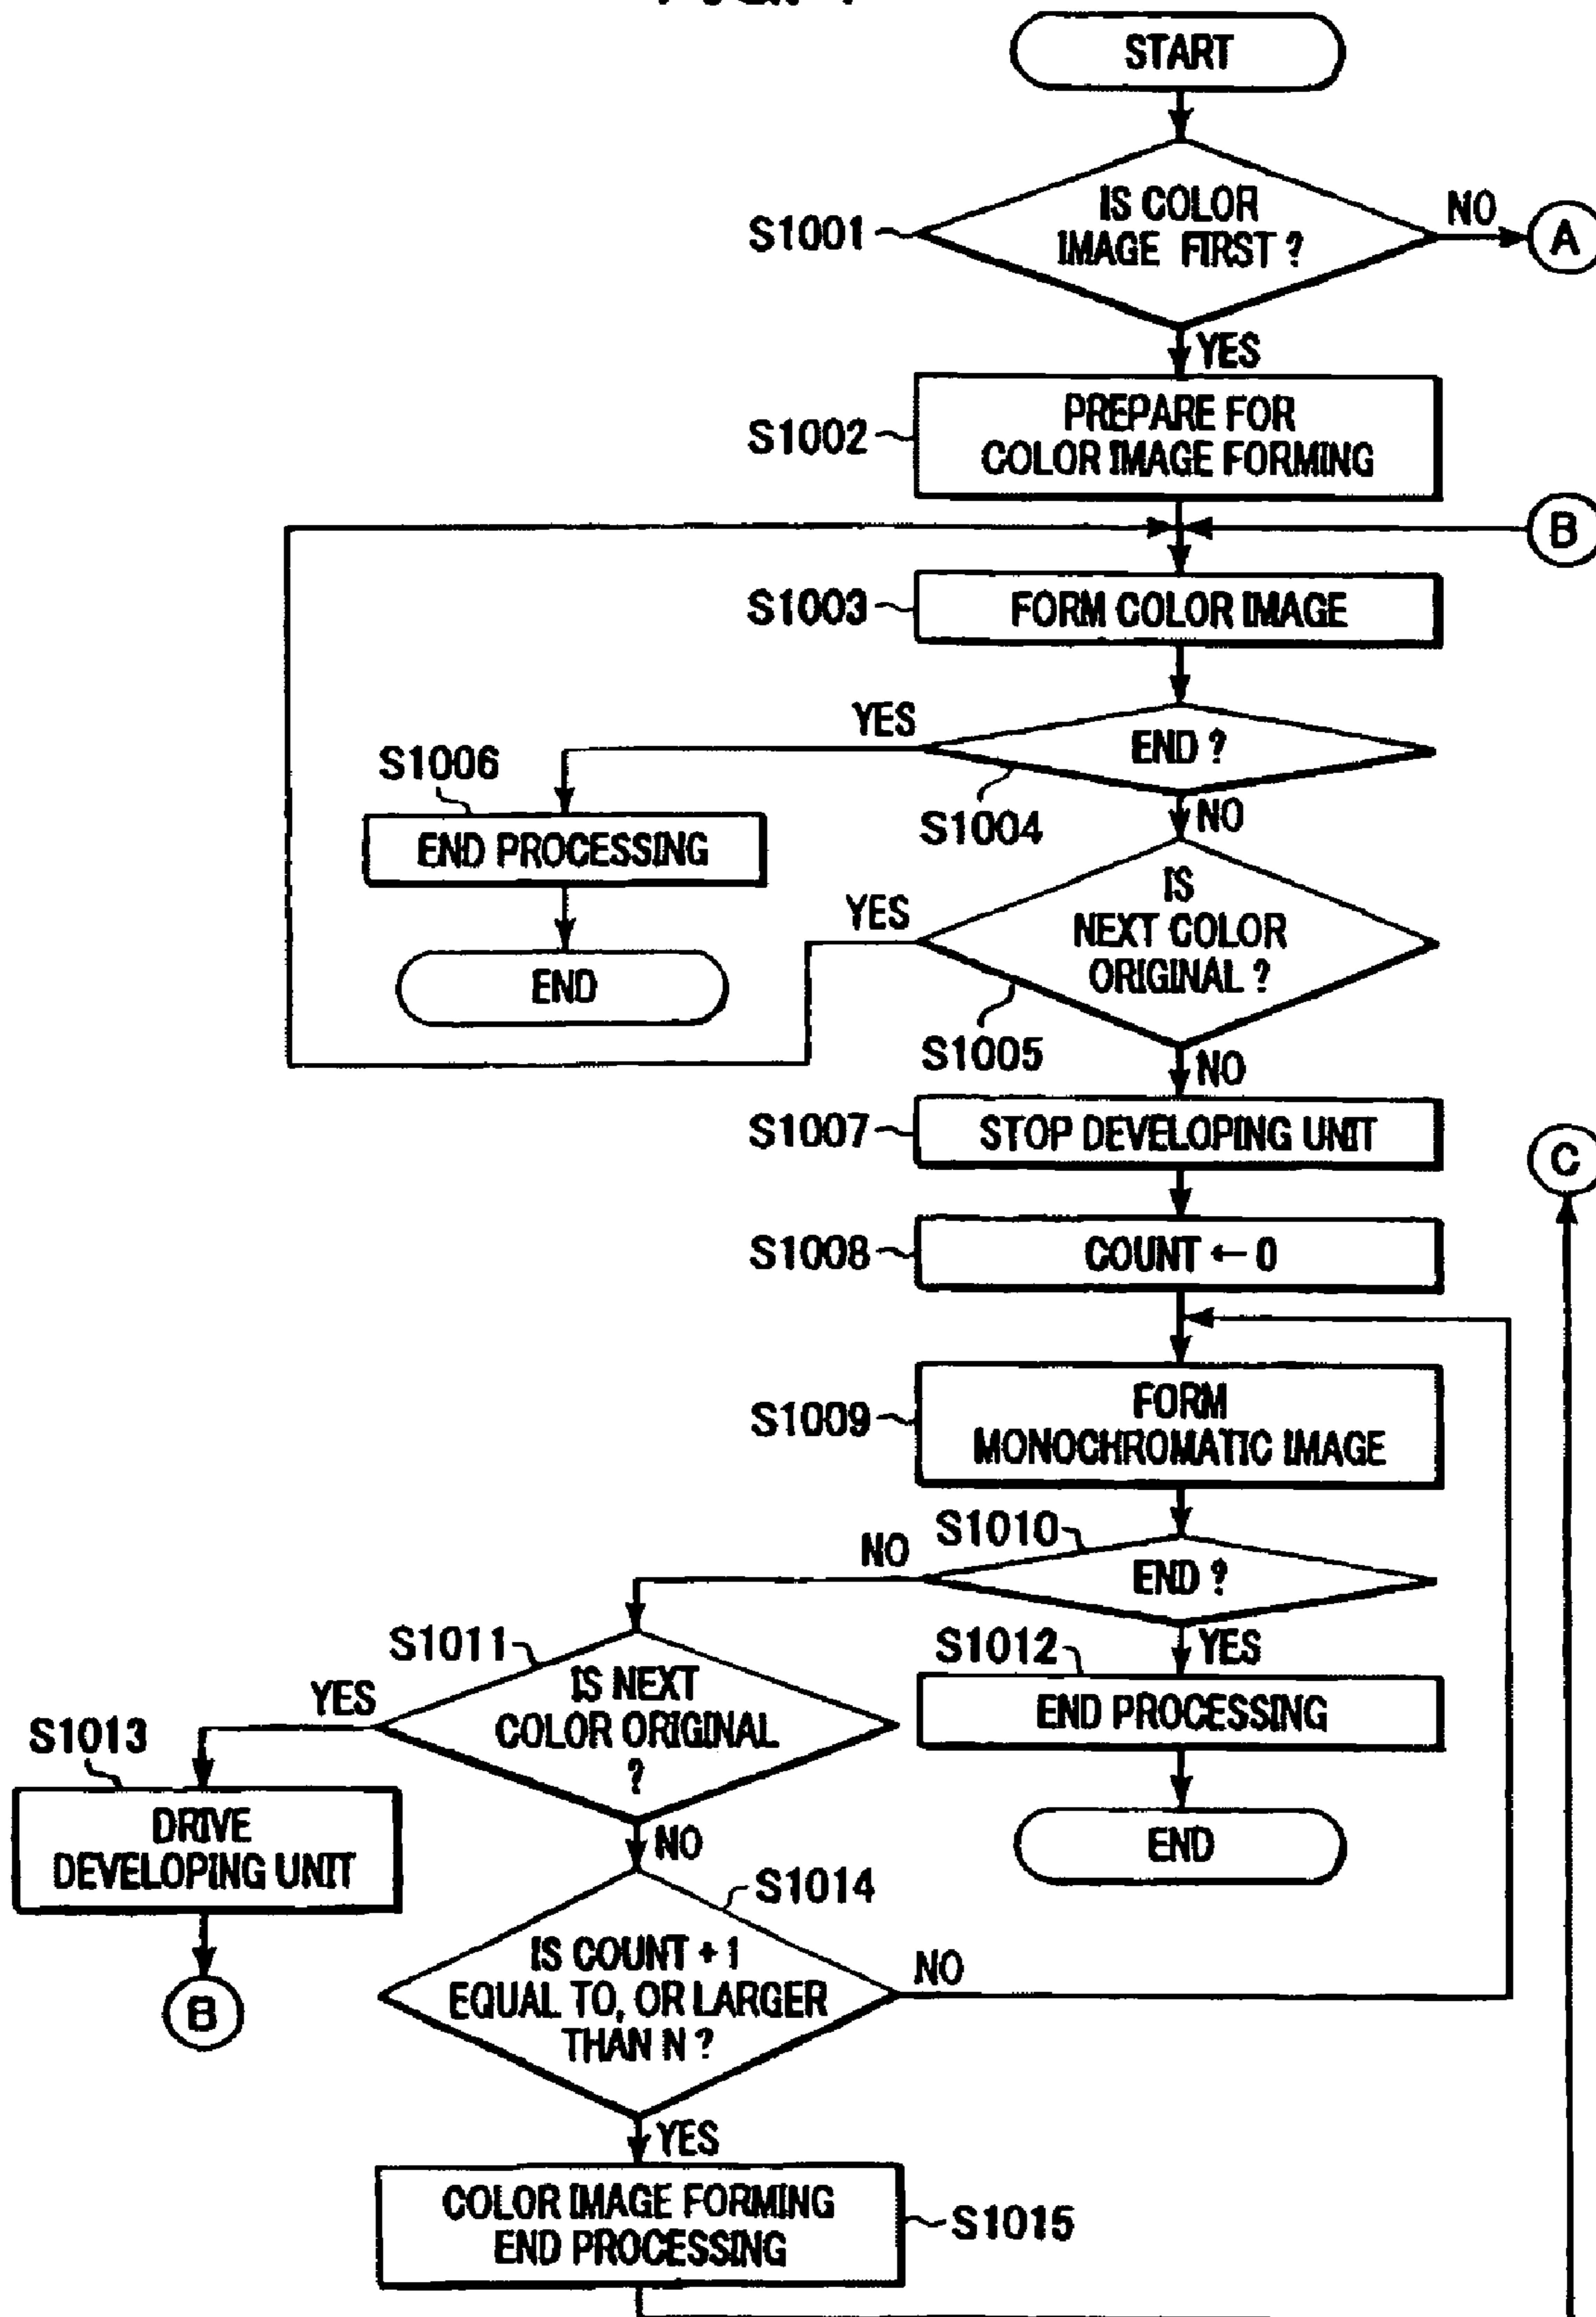 START
IS COLOR
IMAGE FIRST ?
S1001
NO
A
YES
PREPARE FOR
COLOR IMAGE FORMING
S1002
B
S1003
FORM COLOR IMAGE
YES
END ?
S1004
S1006
END PROCESSING
NO
END
YES
IS
NEXT COLOR
ORIGINAL ?
S1005
NO
S1007
STOP DEVELOPING UNIT
C
S1008
COUNT ← 0
S1009
FORM
MONOCHROMATIC IMAGE
S1010
NO
END ?
S1011
S1012
YES
IS NEXT
COLOR ORIGINAL
?
YES
END PROCESSING
S1013
END
DRIVE
DEVELOPING UNIT
NO
S1014
B
IS COUNT + 1
EQUAL TO, OR LARGER
THAN N ?
NO
YES
COLOR IMAGE FORMING
END PROCESSING
S1015